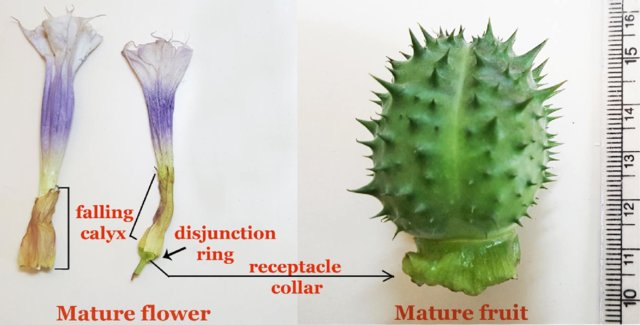 falling
calyx
disjunction
ring
receptacle
collar
Mature flower
Mature fruit
16
15
14
13
12
11
10